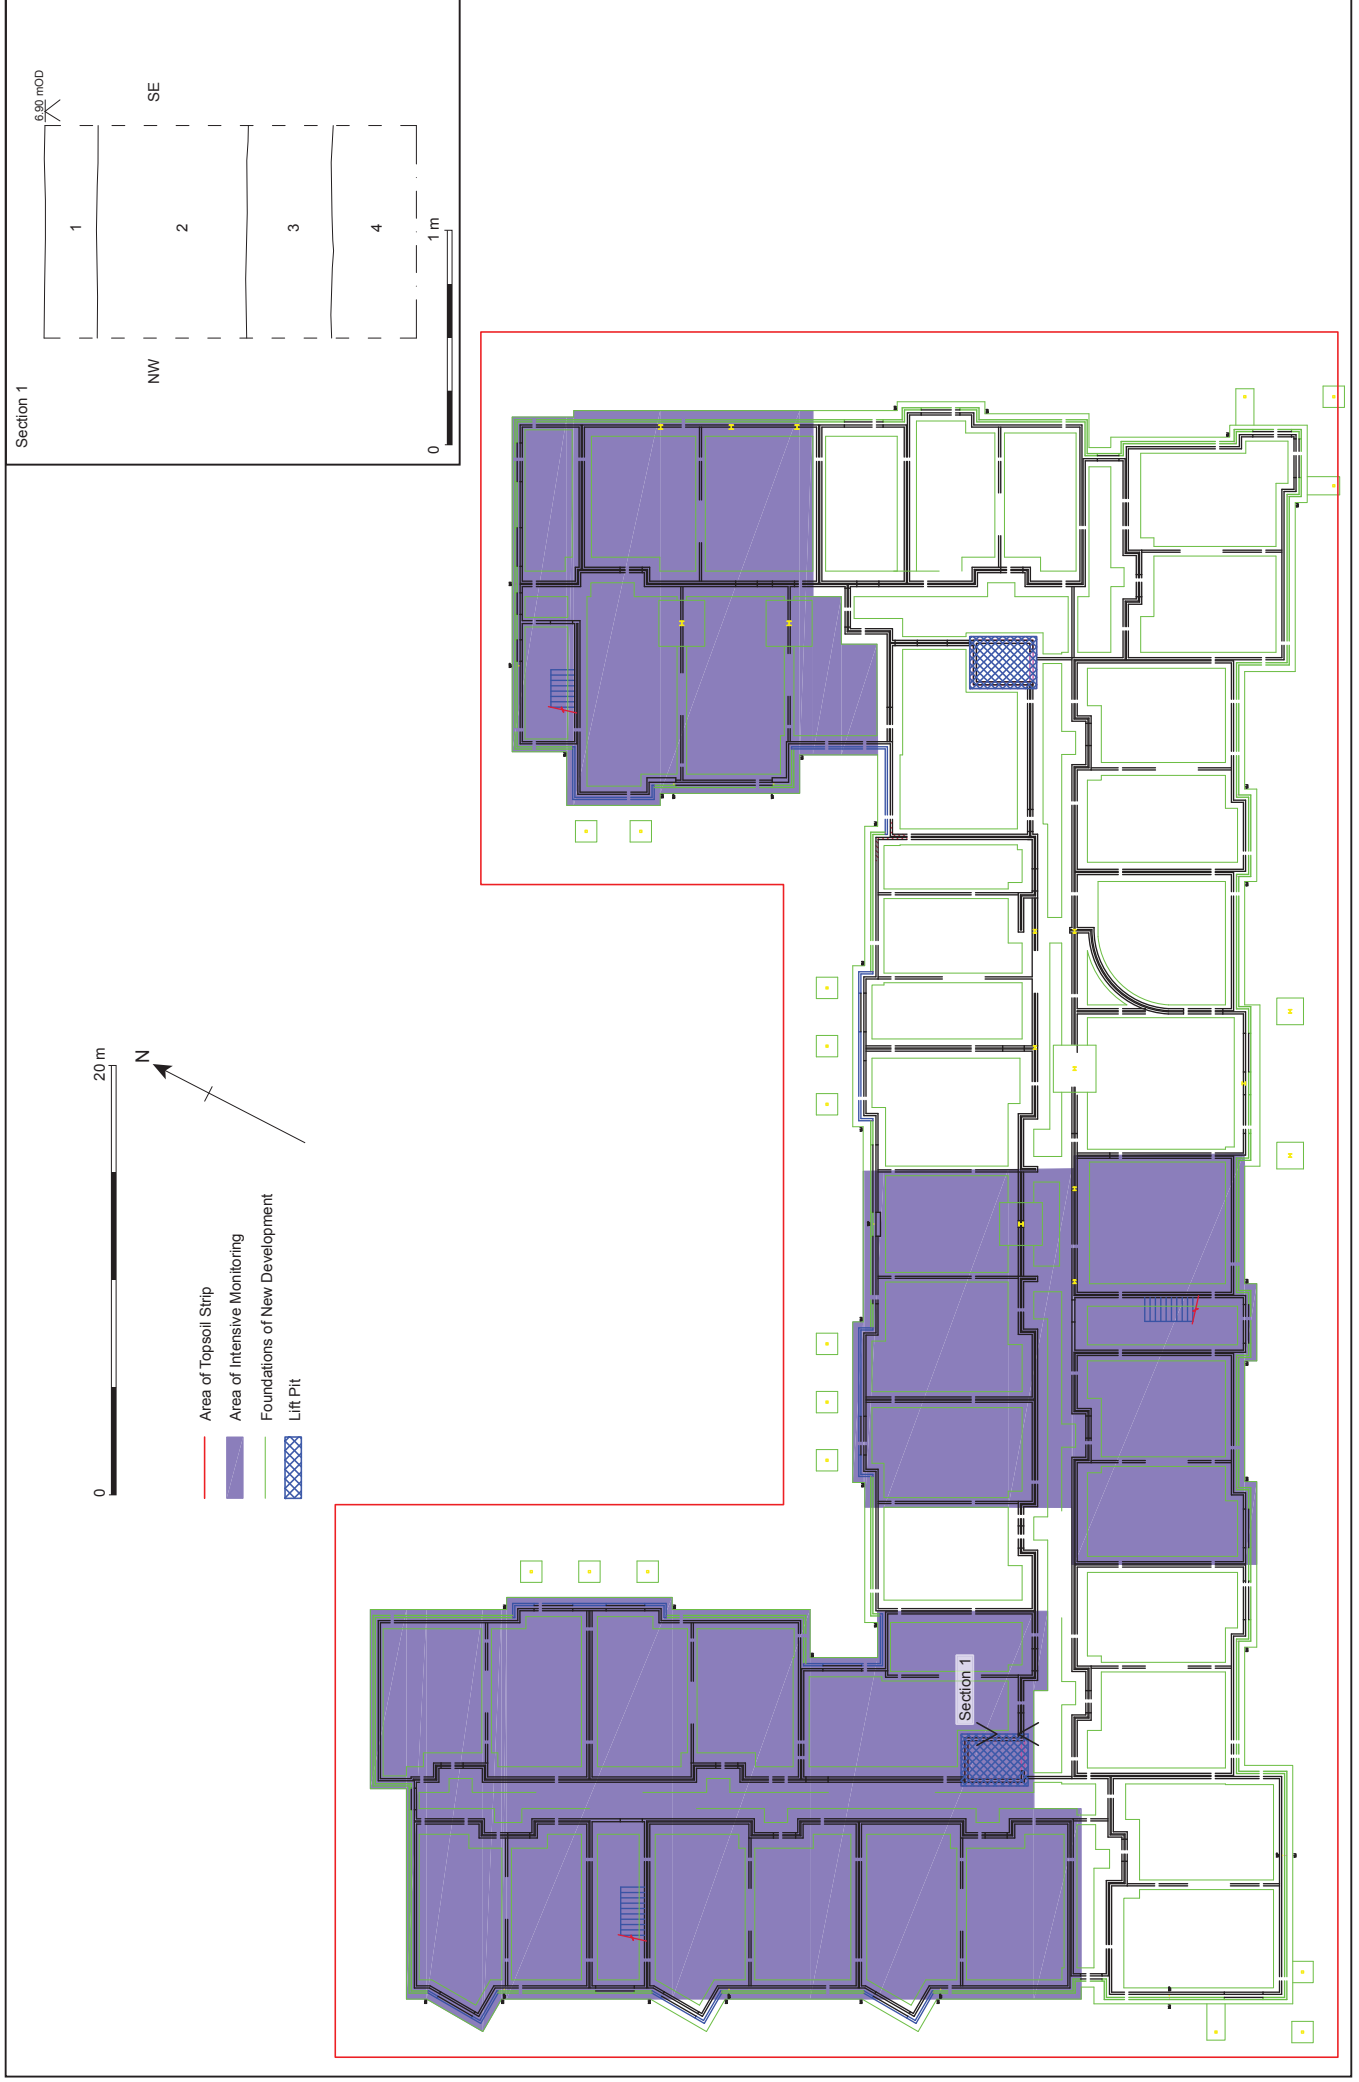 Section 1
NW
SE
6.90 mOD
1
2
3
4
0
1 m
0
20 m
N
Area of Topsoil Strip
Area of Intensive Monitoring
Foundations of New Development
Lift Pit
Section 1